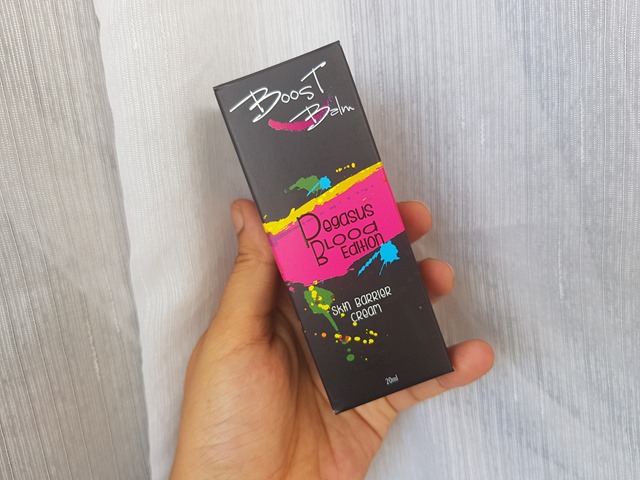 Boost
Balm
Pegasus
Blood
Edition
Skin Barrier
Cream
20ml